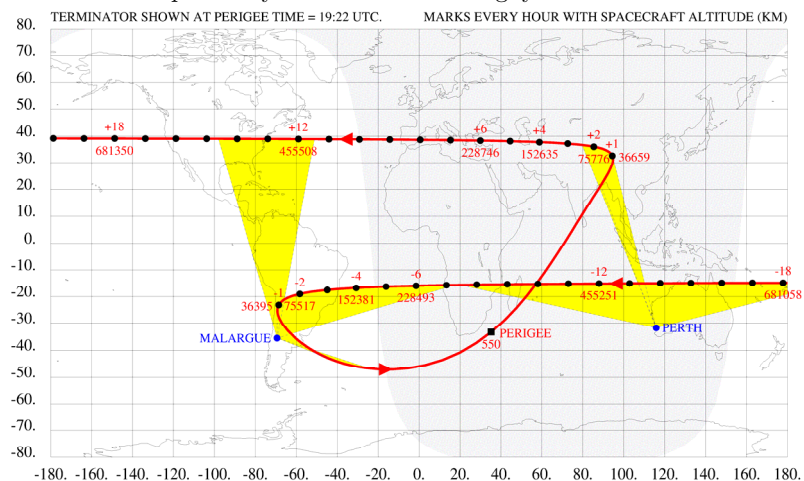 TERMINATOR SHOWN AT PERIGEE TIME = 19:22 UTC. MARKS EVERY HOUR WITH SPACECRAFT ALTITUDE (KM)
80.
70.
60.
50.
40.
+18 +12 +6 +4 +2 +1
681350 455508 228746 152635 75776 36659
30.
20.
10.
0.
-10.
-1 -2 -4 -6 -12 -18
36395 75517 152381 228493 455251 681058
-20.
-30.
MALARGUE PERIGEE PERTH
550
-40.
-50.
-60.
-70.
-80.
-180. -160. -140. -120. -100. -80. -60. -40. -20. 0. 20. 40. 60. 80. 100. 120. 140. 160. 180.